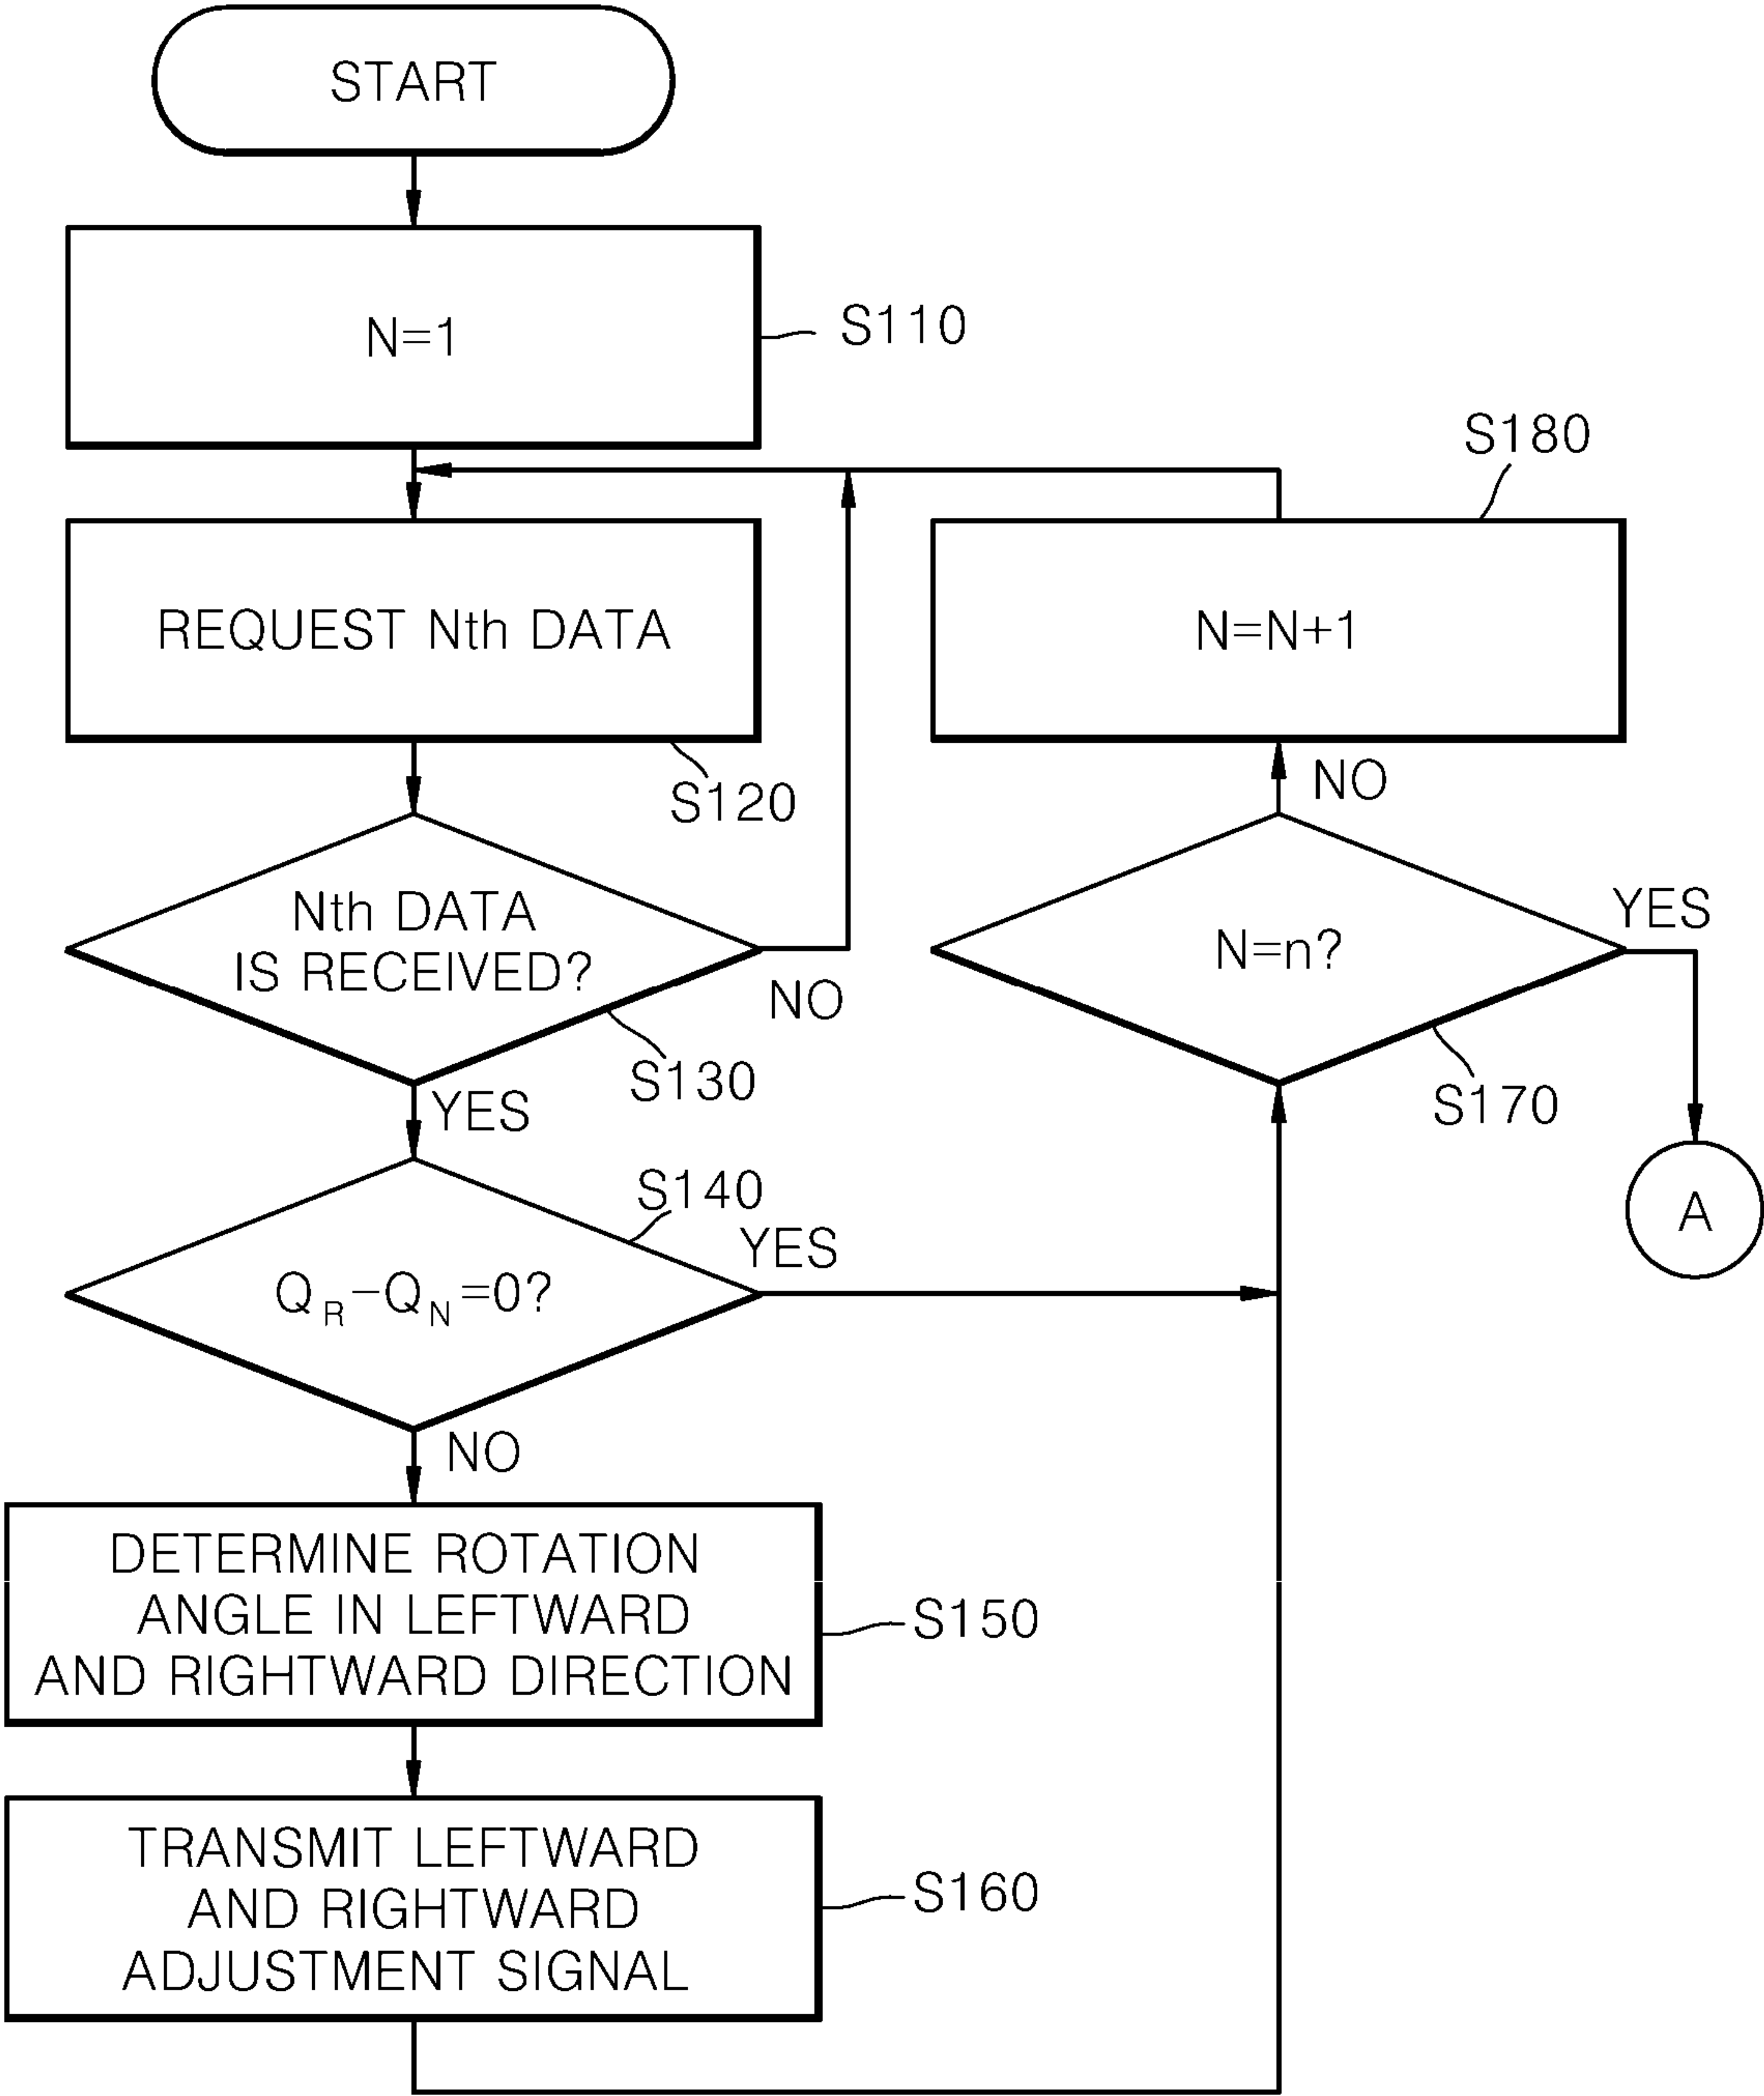 START
N=1
S110
REQUEST Nth DATA
S120
Nth DATA
IS RECEIVED?
NO
S130
YES
Q_R-Q_N=0?
S140
YES
NO
DETERMINE ROTATION
ANGLE IN LEFTWARD
AND RIGHTWARD DIRECTION
S150
TRANSMIT LEFTWARD
AND RIGHTWARD
ADJUSTMENT SIGNAL
S160
S180
N=N+1
NO
N=n?
YES
S170
A